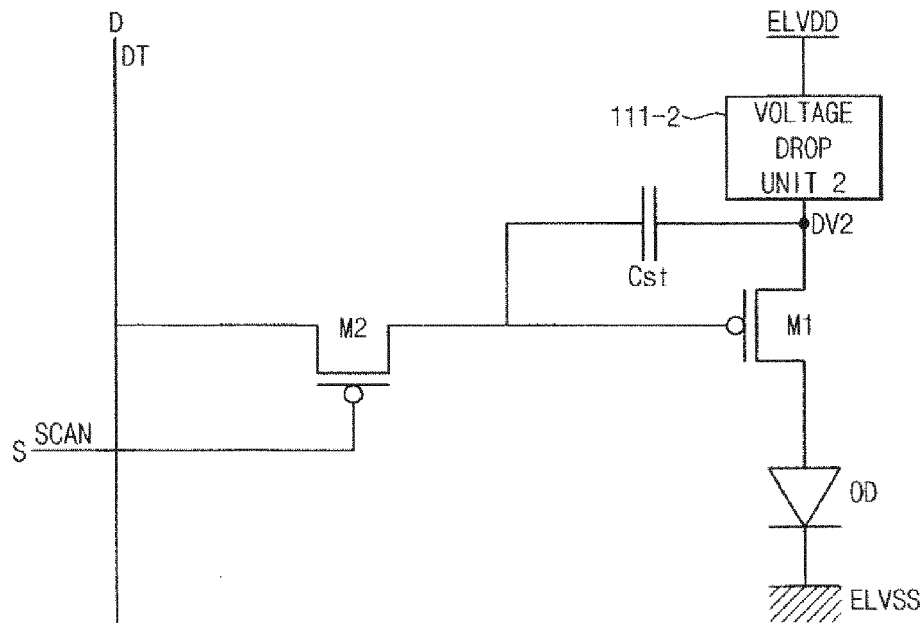 D
DT
ELVDD
111-2
VOLTAGE
DROP
UNIT 2
DV2
Cst
M2
M1
S
SCAN
OD
ELVSS